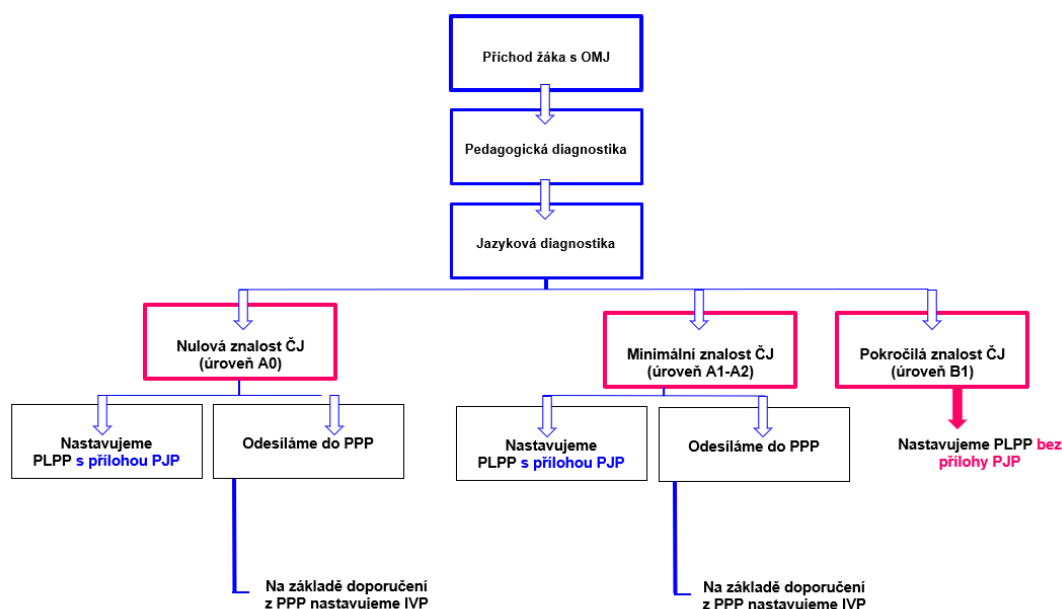 Příchod žáka s OMJ
Pedagogická diagnostika
Jazyková diagnostika
Nulová znalost ČJ
(úroveň A0)
Minimální znalost ČJ
(úroveň A1-A2)
Pokročilá znalost ČJ
(úroveň B1)
Nastavujeme
PLPP s přílohou PJP
Odesíláme do PPP
Nastavujeme
PLPP s přílohou PJP
Odesíláme do PPP
Nastavujeme PLPP bez
přílohy PJP
Na základě doporučení
z PPP nastavujeme IVP
Na základě doporučení
z PPP nastavujeme IVP